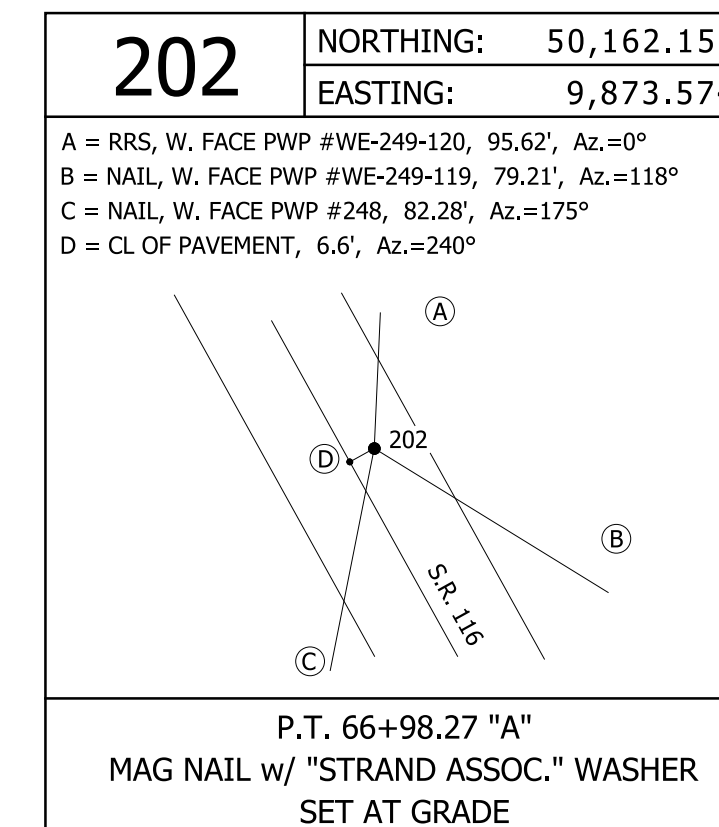 202
NORTHING: 50,162.15
EASTING: 9,873.57
A = RRS, W. FACE PWP #WE-249-120, 95.62', Az.=0°
B = NAIL, W. FACE PWP #WE-249-119, 79.21', Az.=118°
C = NAIL, W. FACE PWP #248, 82.28', Az.=175°
D = CL OF PAVEMENT, 6.6', Az.=240°
A
202
D
B
S.R. 116
C
P.T. 66+98.27 "A"
MAG NAIL w/ "STRAND ASSOC." WASHER
SET AT GRADE